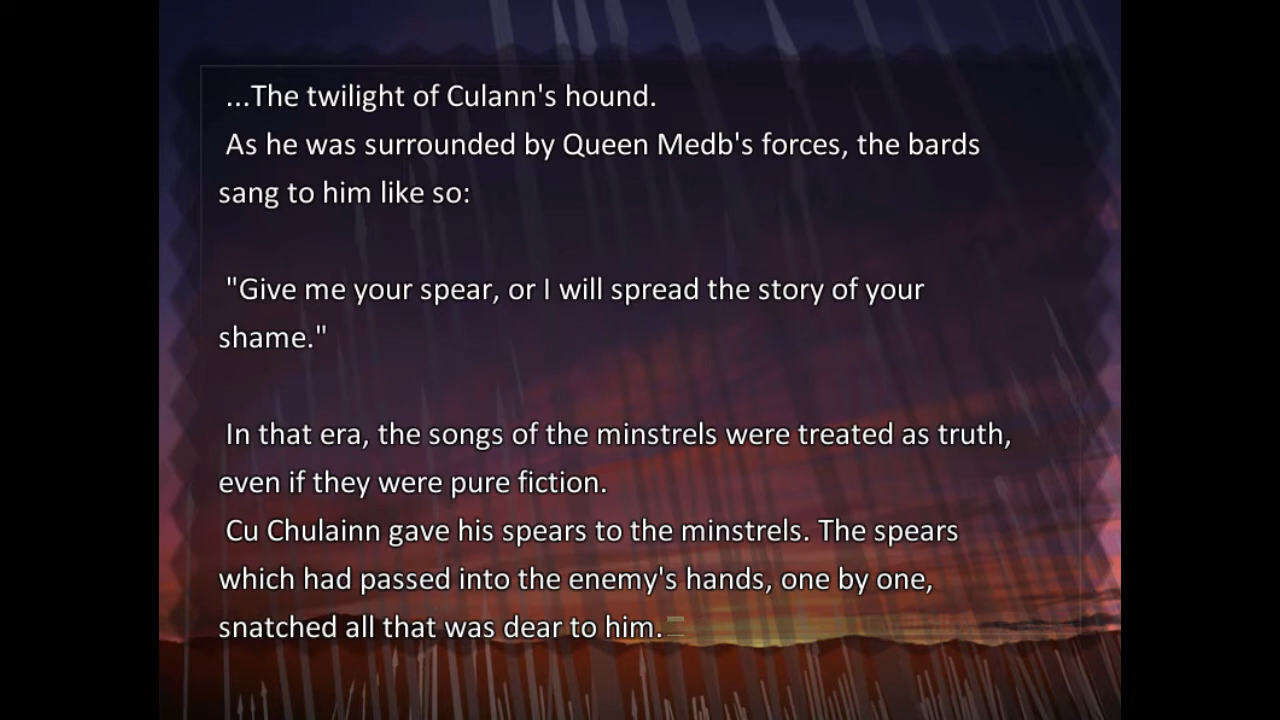 ...The twilight of Culann's hound.
As he was surrounded by Queen Medb's forces, the bards
sang to him like so:
"Give me your spear, or I will spread the story of your
shame."
In that era, the songs of the minstrels were treated as truth,
even if they were pure fiction.
Cu Chulainn gave his spears to the minstrels. The spears
which had passed into the enemy's hands, one by one,
snatched all that was dear to him.